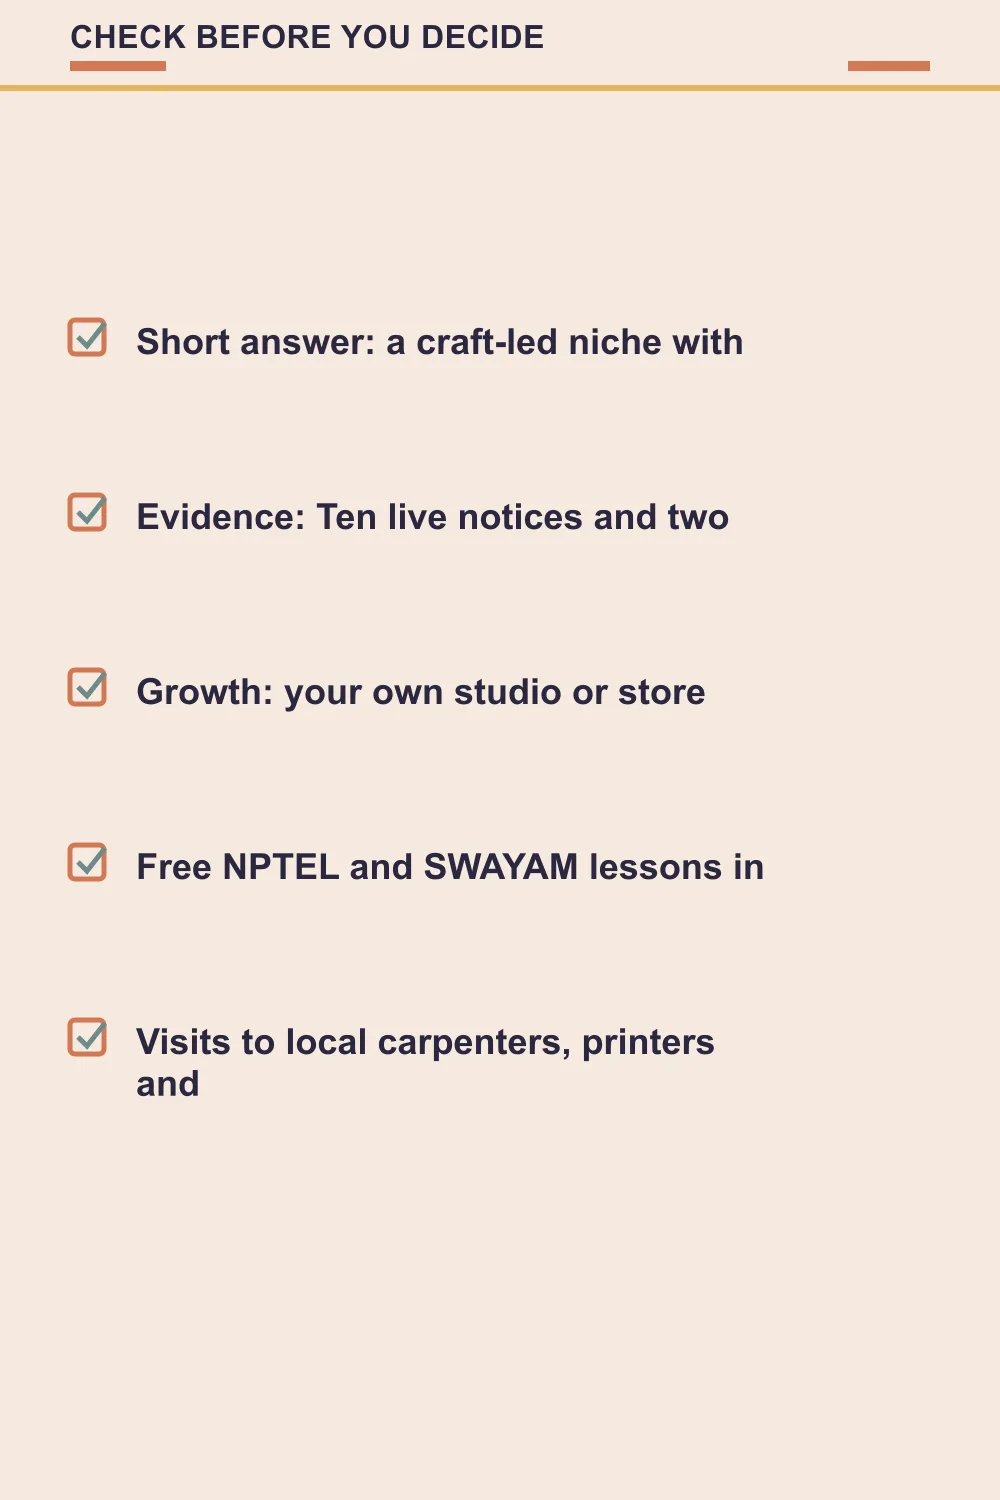 CHECK BEFORE YOU DECIDE
Short answer: a craft-led niche with
Evidence: Ten live notices and two
Growth: your own studio or store
Free NPTEL and SWAYAM lessons in
Visits to local carpenters, printers
and